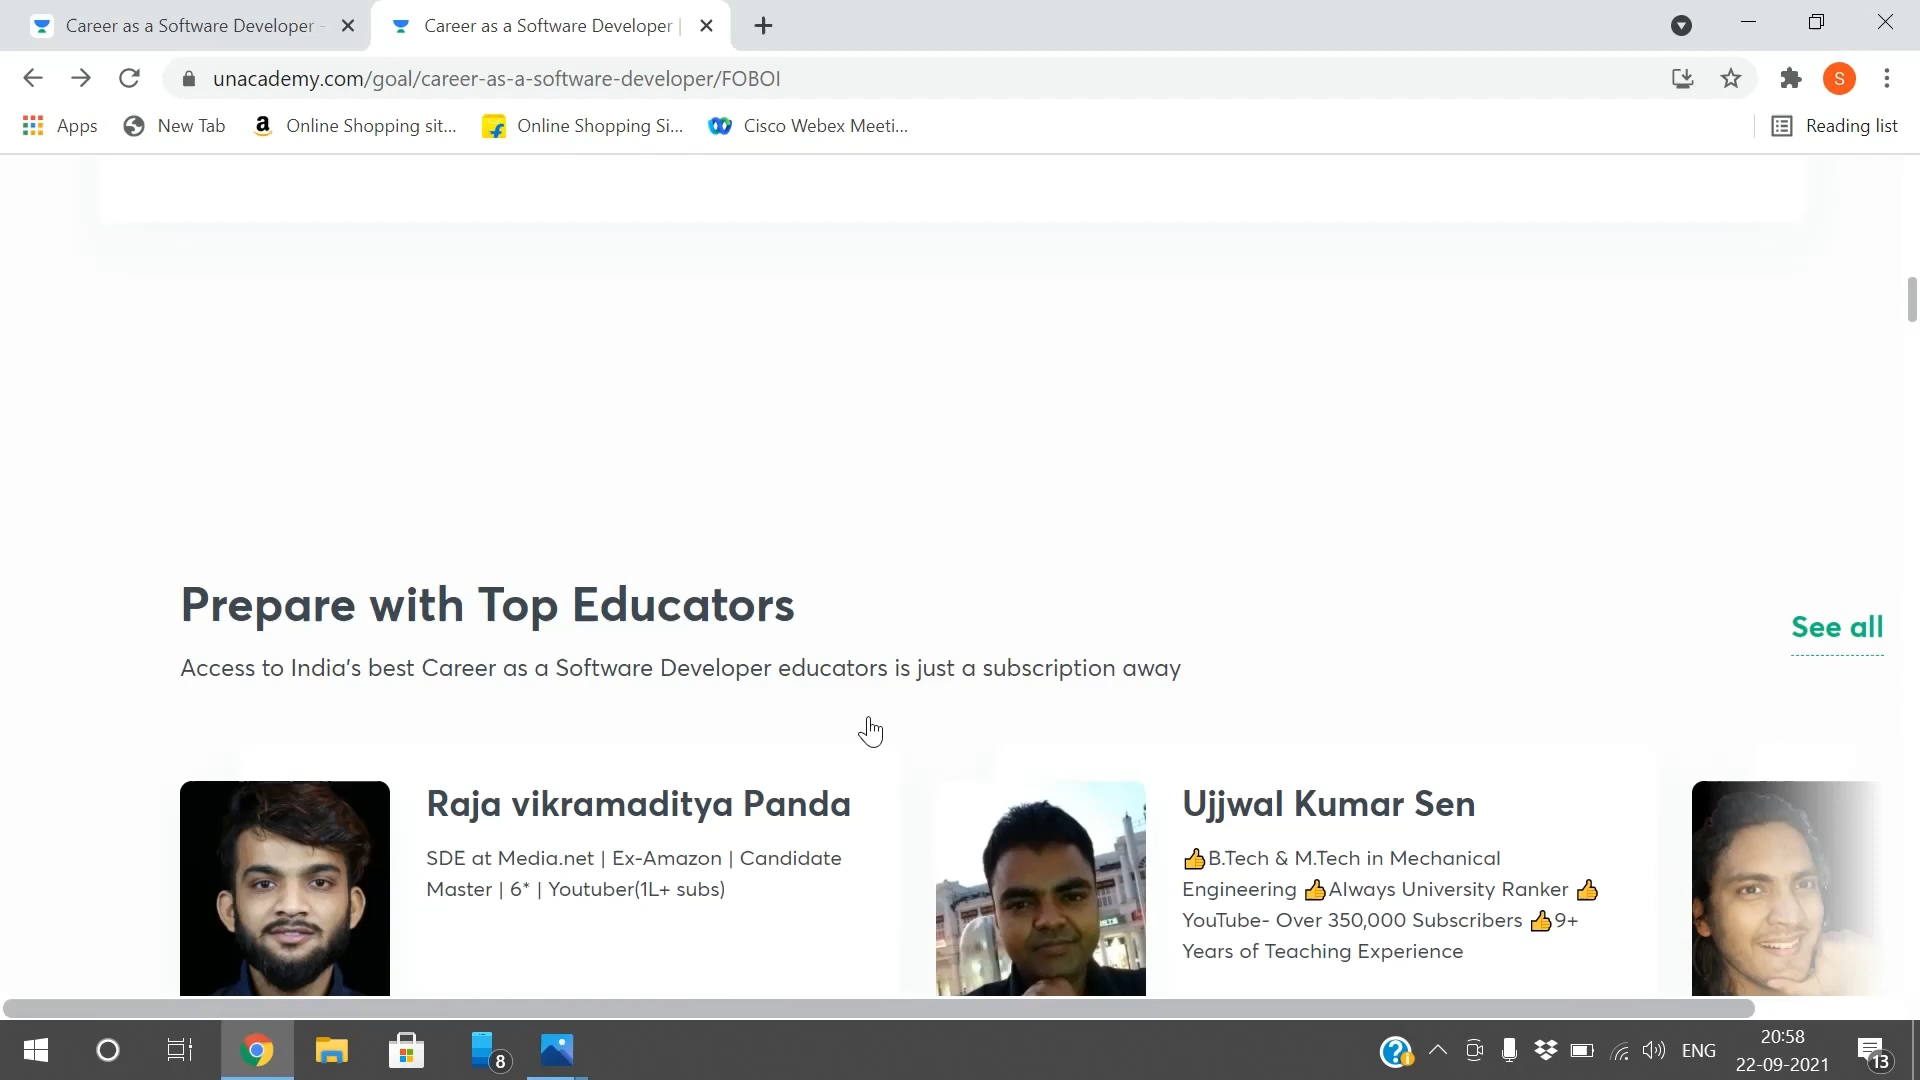 Career as a Software Developer -
Career as a Software Developer |
unacademy.com/goal/career-as-a-software-developer/FOBOI
S
Apps
New Tab
Online Shopping sit...
Online Shopping Si...
Cisco Webex Meeti...
Reading list
Prepare with Top Educators
See all
Access to India's best Career as a Software Developer educators is just a subscription away
Raja vikramaditya Panda
SDE at Media.net | Ex-Amazon | Candidate
Master | 6* | Youtuber(1L+ subs)
Ujjwal Kumar Sen
👍B.Tech & M.Tech in Mechanical
Engineering 👍Always University Ranker 👍
YouTube- Over 350,000 Subscribers 👍9+
Years of Teaching Experience
8
ENG
20:58
22-09-2021
13